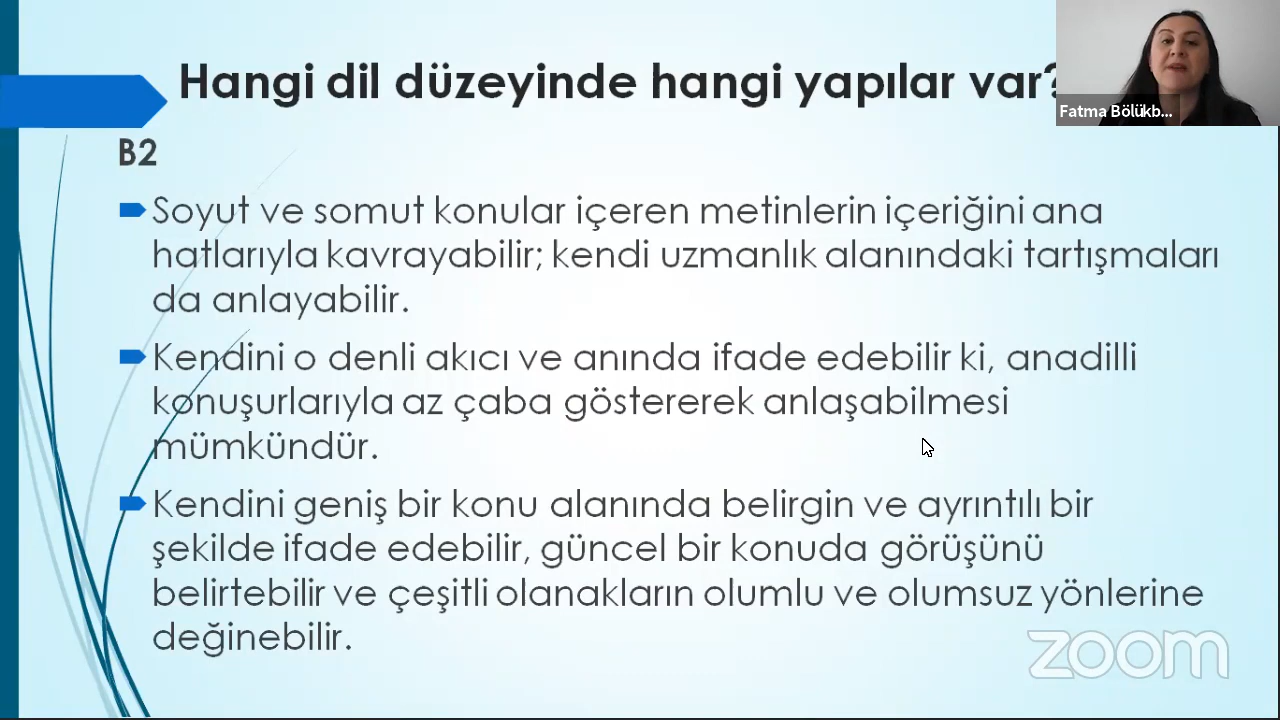 Hangi dil düzeyinde hangi yapılar var?
Fatma Bölükb...
B2
Soyut ve somut konular içeren metinlerin içeriğini ana
hatlarıyla kavrayabilir; kendi uzmanlık alanındaki tartışmaları
da anlayabilir.
Kendini o denli akıcı ve anında ifade edebilir ki, anadilli
konuşurlarıyla az çaba göstererek anlaşabilmesi
mümkündür.
Kendini geniş bir konu alanında belirgin ve ayrıntılı bir
şekilde ifade edebilir, güncel bir konuda görüşünü
belirtebilir ve çeşitli olanakların olumlu ve olumsuz yönlerine
değinebilir.
zoom